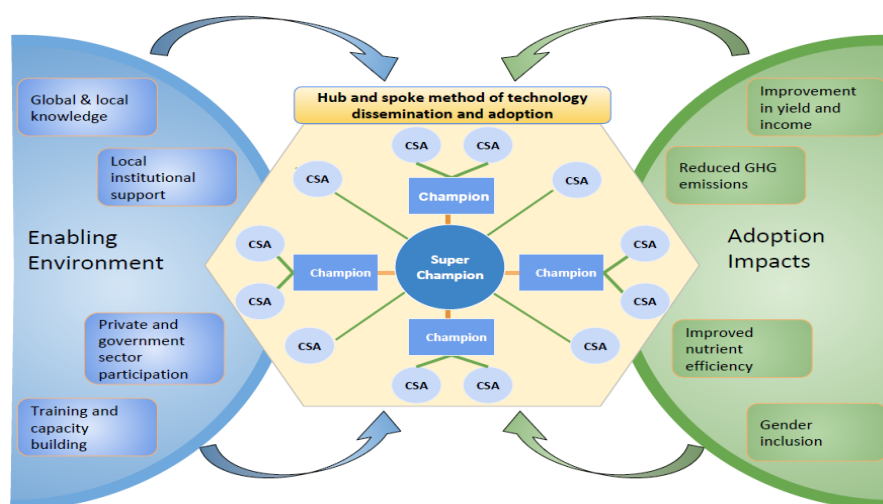 Global & local
knowledge
Local
institutional
support
Enabling
Environment
Private and
government
sector
participation
Training and
capacity
building
Hub and spoke method of technology
dissemination and adoption
CSA
CSA
CSA
CSA
Champion
CSA
CSA
Champion
Super
Champion
Champion
CSA
CSA
CSA
Champion
CSA
CSA
CSA
Improvement
in yield and
income
Reduced GHG
emissions
Adoption
Impacts
Improved
nutrient
efficiency
Gender
inclusion